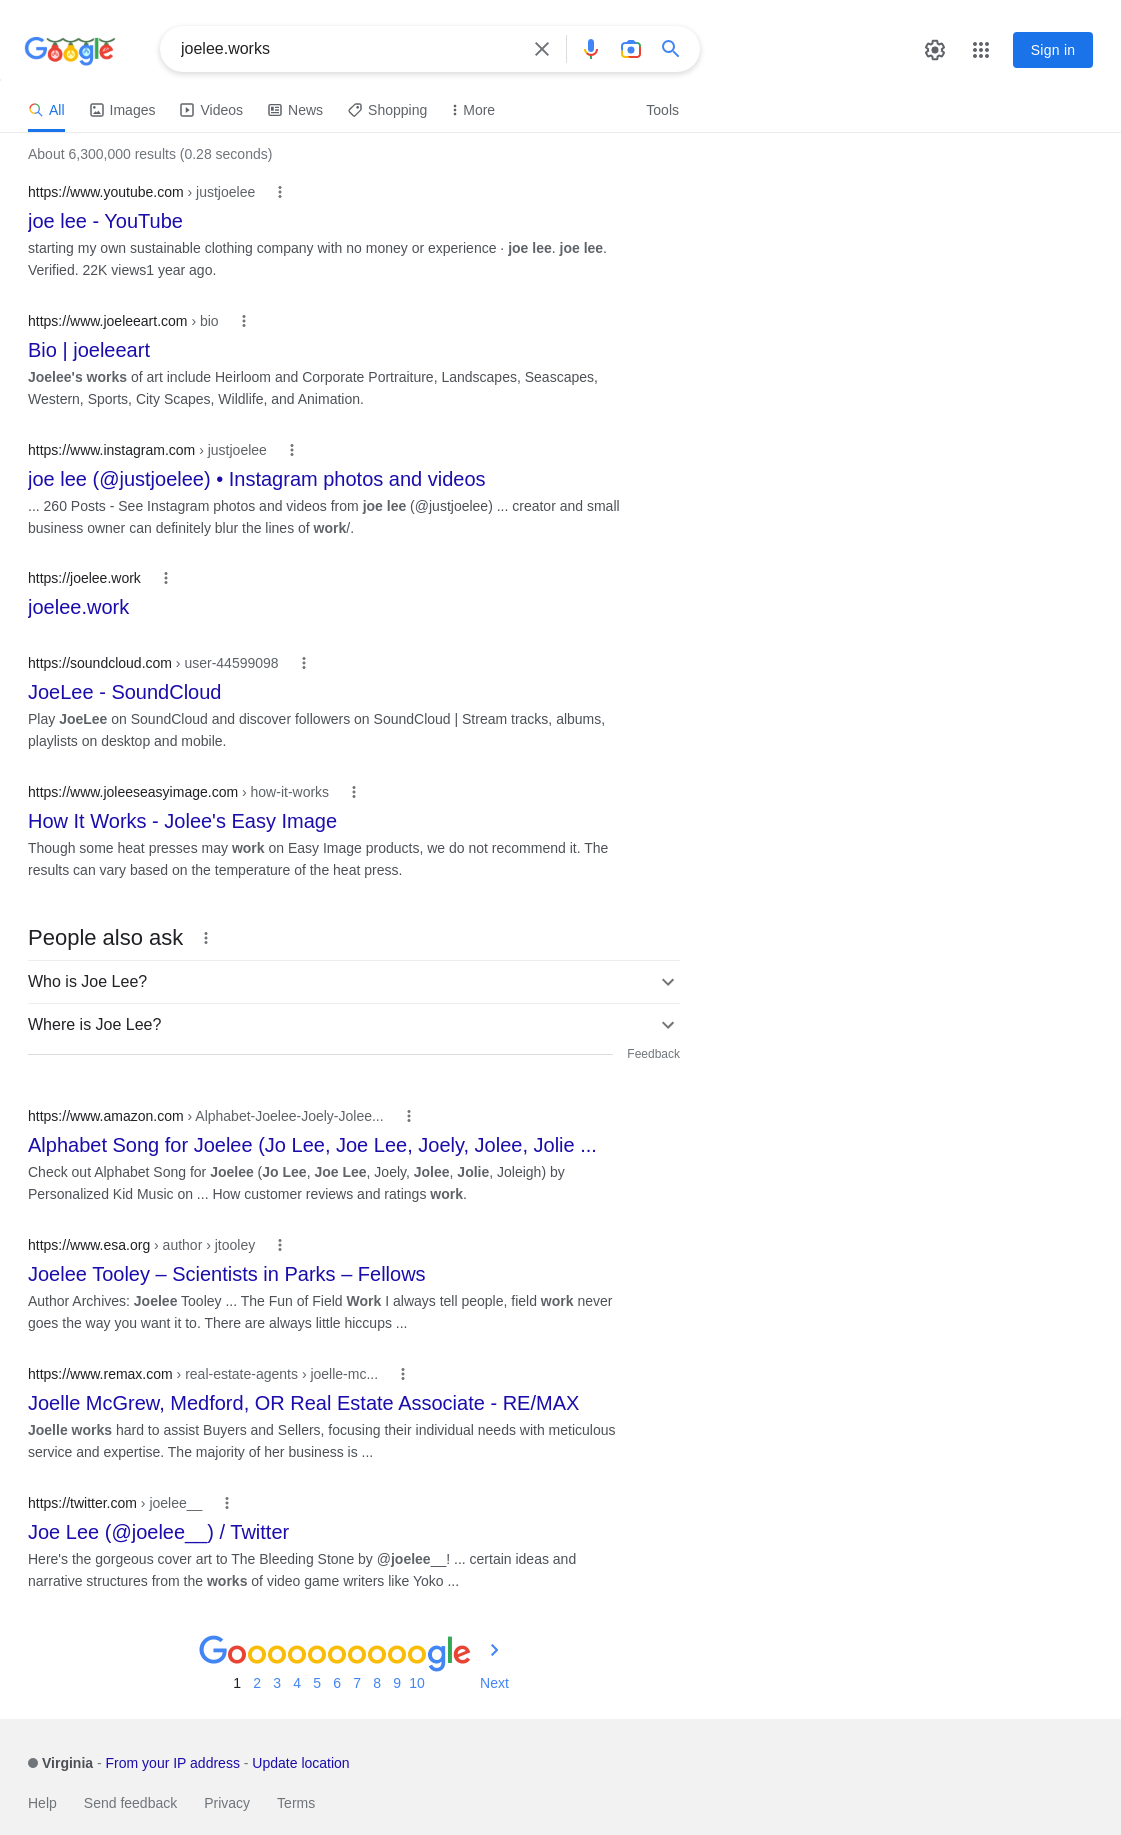 Google
joelee.works
Sign in
All Images Videos News Shopping More Tools
About 6,300,000 results (0.28 seconds)
https://www.youtube.com › justjoelee
joe lee - YouTube
starting my own sustainable clothing company with no money or experience · joe lee. joe lee.
Verified. 22K views1 year ago.
https://www.joeleeart.com › bio
Bio | joeleeart
Joelee's works of art include Heirloom and Corporate Portraiture, Landscapes, Seascapes,
Western, Sports, City Scapes, Wildlife, and Animation.
https://www.instagram.com › justjoelee
joe lee (@justjoelee) • Instagram photos and videos
... 260 Posts - See Instagram photos and videos from joe lee (@justjoelee) ... creator and small
business owner can definitely blur the lines of work/.
https://joelee.work
joelee.work
https://soundcloud.com › user-44599098
JoeLee - SoundCloud
Play JoeLee on SoundCloud and discover followers on SoundCloud | Stream tracks, albums,
playlists on desktop and mobile.
https://www.joleeseasyimage.com › how-it-works
How It Works - Jolee's Easy Image
Though some heat presses may work on Easy Image products, we do not recommend it. The
results can vary based on the temperature of the heat press.
People also ask
Who is Joe Lee?
Where is Joe Lee?
Feedback
https://www.amazon.com › Alphabet-Joelee-Joely-Jolee...
Alphabet Song for Joelee (Jo Lee, Joe Lee, Joely, Jolee, Jolie ...
Check out Alphabet Song for Joelee (Jo Lee, Joe Lee, Joely, Jolee, Jolie, Joleigh) by
Personalized Kid Music on ... How customer reviews and ratings work.
https://www.esa.org › author › jtooley
Joelee Tooley – Scientists in Parks – Fellows
Author Archives: Joelee Tooley ... The Fun of Field Work I always tell people, field work never
goes the way you want it to. There are always little hiccups ...
https://www.remax.com › real-estate-agents › joelle-mc...
Joelle McGrew, Medford, OR Real Estate Associate - RE/MAX
Joelle works hard to assist Buyers and Sellers, focusing their individual needs with meticulous
service and expertise. The majority of her business is ...
https://twitter.com › joelee__
Joe Lee (@joelee__) / Twitter
Here's the gorgeous cover art to The Bleeding Stone by @joelee__! ... certain ideas and
narrative structures from the works of video game writers like Yoko ...
Goooooooooogle
1 2 3 4 5 6 7 8 9 10 Next
Virginia - From your IP address - Update location
Help Send feedback Privacy Terms